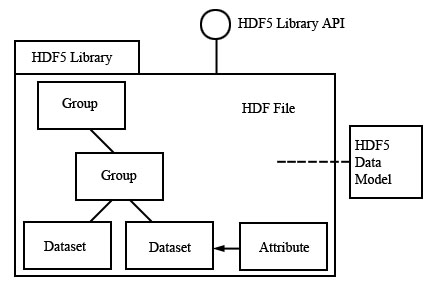 HDF5 Library API
HDF5 Library
Group
HDF File
HDF5
Data
Model
Group
Dataset
Dataset
Attribute